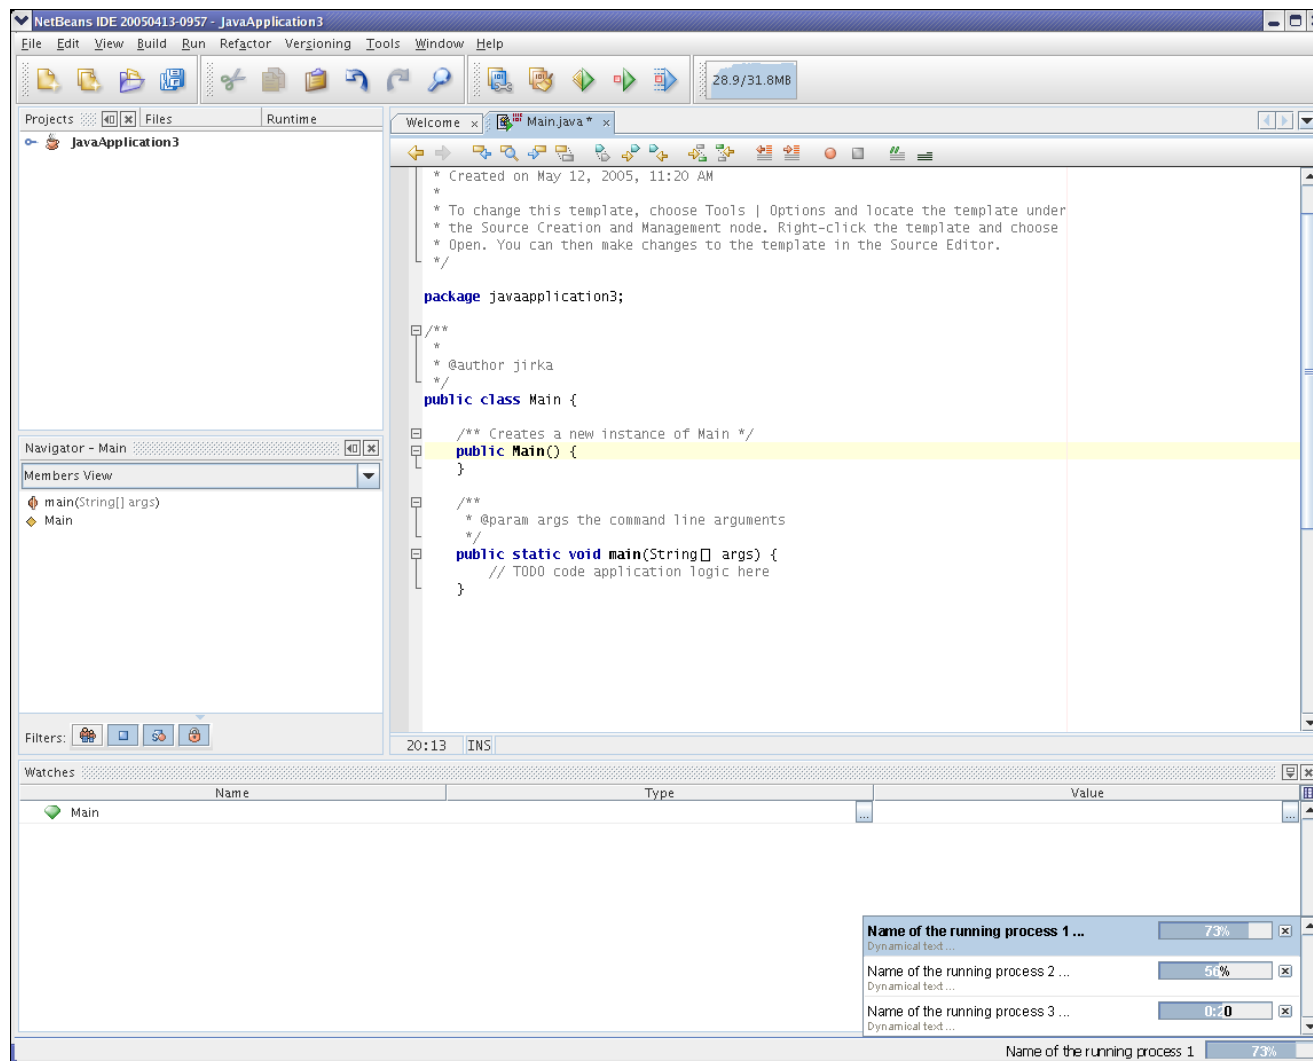 NetBeans IDE 20050413-0957 - JavaApplication3
File Edit View Build Run Refactor Versioning Tools Window Help
28.9/31.8MB
Projects Files Runtime
JavaApplication3
Navigator - Main
Members View
main(String[] args)
Main
Filters:
Welcome Main.java *
* Created on May 12, 2005, 11:20 AM
*
* To change this template, choose Tools | Options and locate the template under
* the Source Creation and Management node. Right-click the template and choose
* Open. You can then make changes to the template in the Source Editor.
*/
package javaapplication3;
/**
*
* @author jirka
*/
public class Main {
/** Creates a new instance of Main */
public Main() {
}
/**
* @param args the command line arguments
*/
public static void main(String[] args) {
// TODO code application logic here
}
20:13 INS
Watches
Name Type Value
Main ... ...
Name of the running process 1 ... 73%
Dynamical text ...
Name of the running process 2 ... 56%
Dynamical text ...
Name of the running process 3 ... 0:20
Dynamical text ...
Name of the running process 1 73%